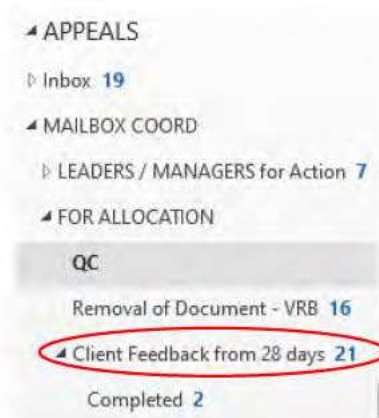 APPEALS
Inbox 19
MAILBOX COORD
LEADERS / MANAGERS for Action 7
FOR ALLOCATION
QC
Removal of Document - VRB 16
Client Feedback from 28 days 21
Completed 2